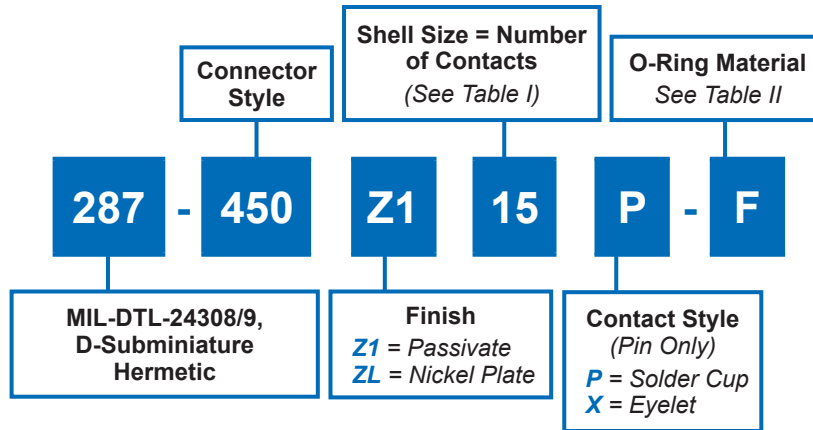 Shell Size = Number
of Contacts
(See Table I)
Connector
Style
O-Ring Material
See Table II
287 - 450 Z1 15 P - F
MIL-DTL-24308/9,
D-Subminiature
Hermetic
Finish
Z1 = Passivate
ZL = Nickel Plate
Contact Style
(Pin Only)
P = Solder Cup
X = Eyelet